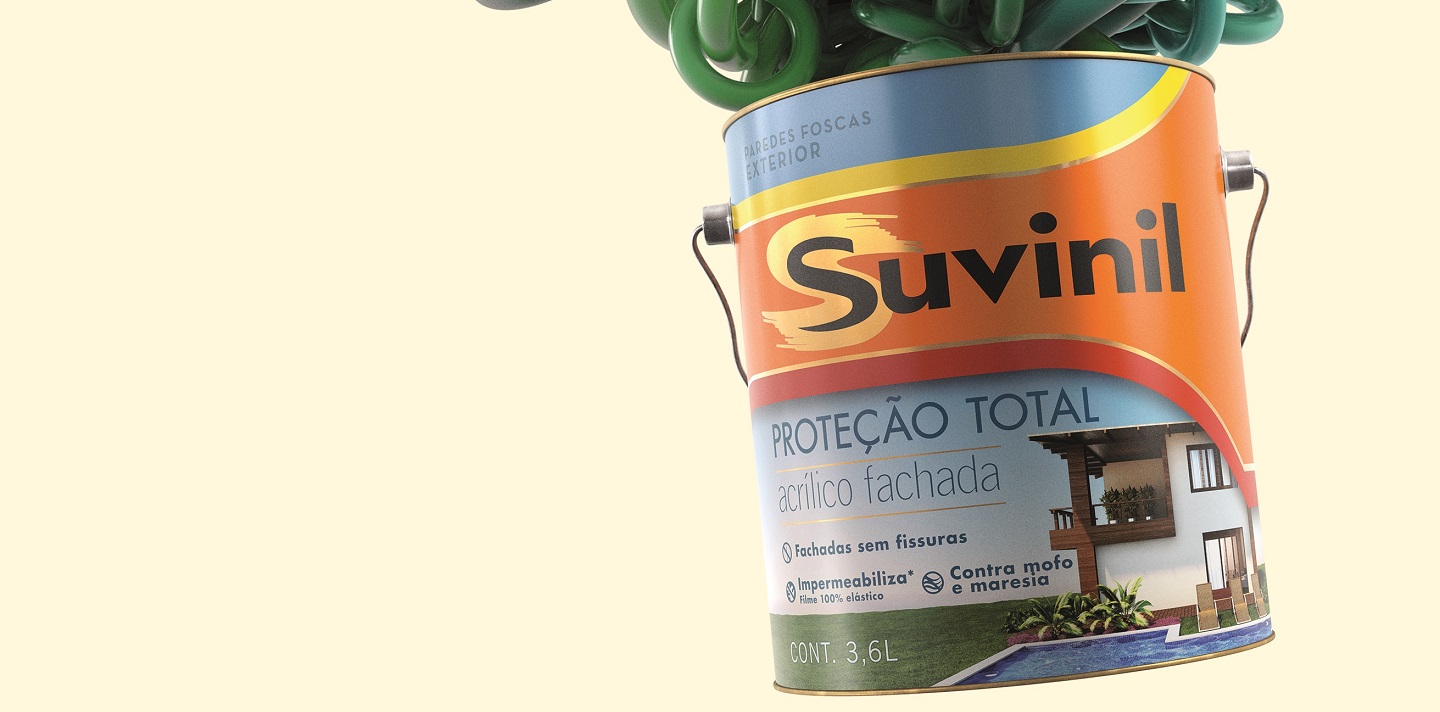 PAREDES FOSCAS
EXTERIOR
Suvinil
PROTEÇÃO TOTAL
acrílico fachada
Fachadas sem fissuras
Impermeabiliza*
Filme 100% elástico
Contra mofo
e maresia
CONT. 3,6L